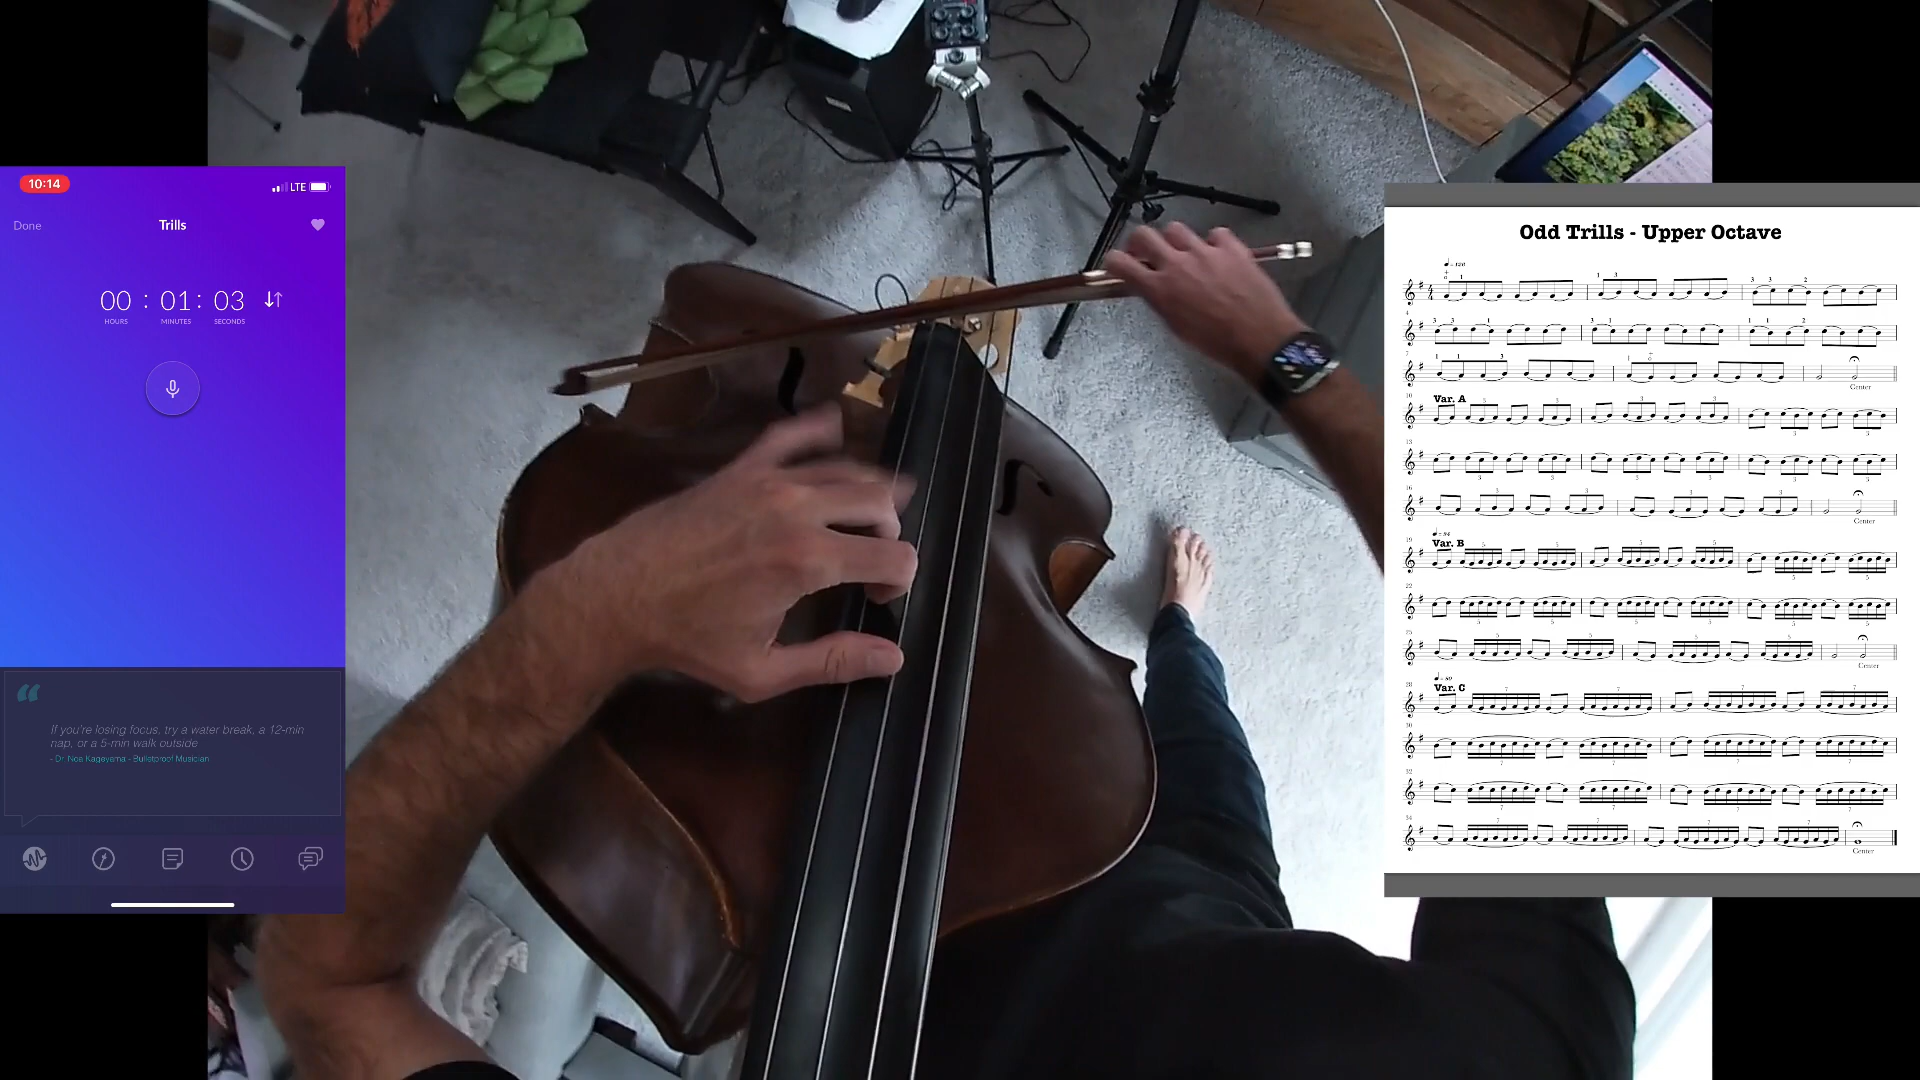 10:14
LTE
Done
Trills
00 : 01 : 03
HOURS MINUTES SECONDS
“
If you're losing focus, try a water break, a 12-min
nap, or a 5-min walk outside
- Dr. Noa Kageyama - Bulletproof Musician
Odd Trills - Upper Octave
Center
Var. A
Center
Var. B
Center
Var. C
Center